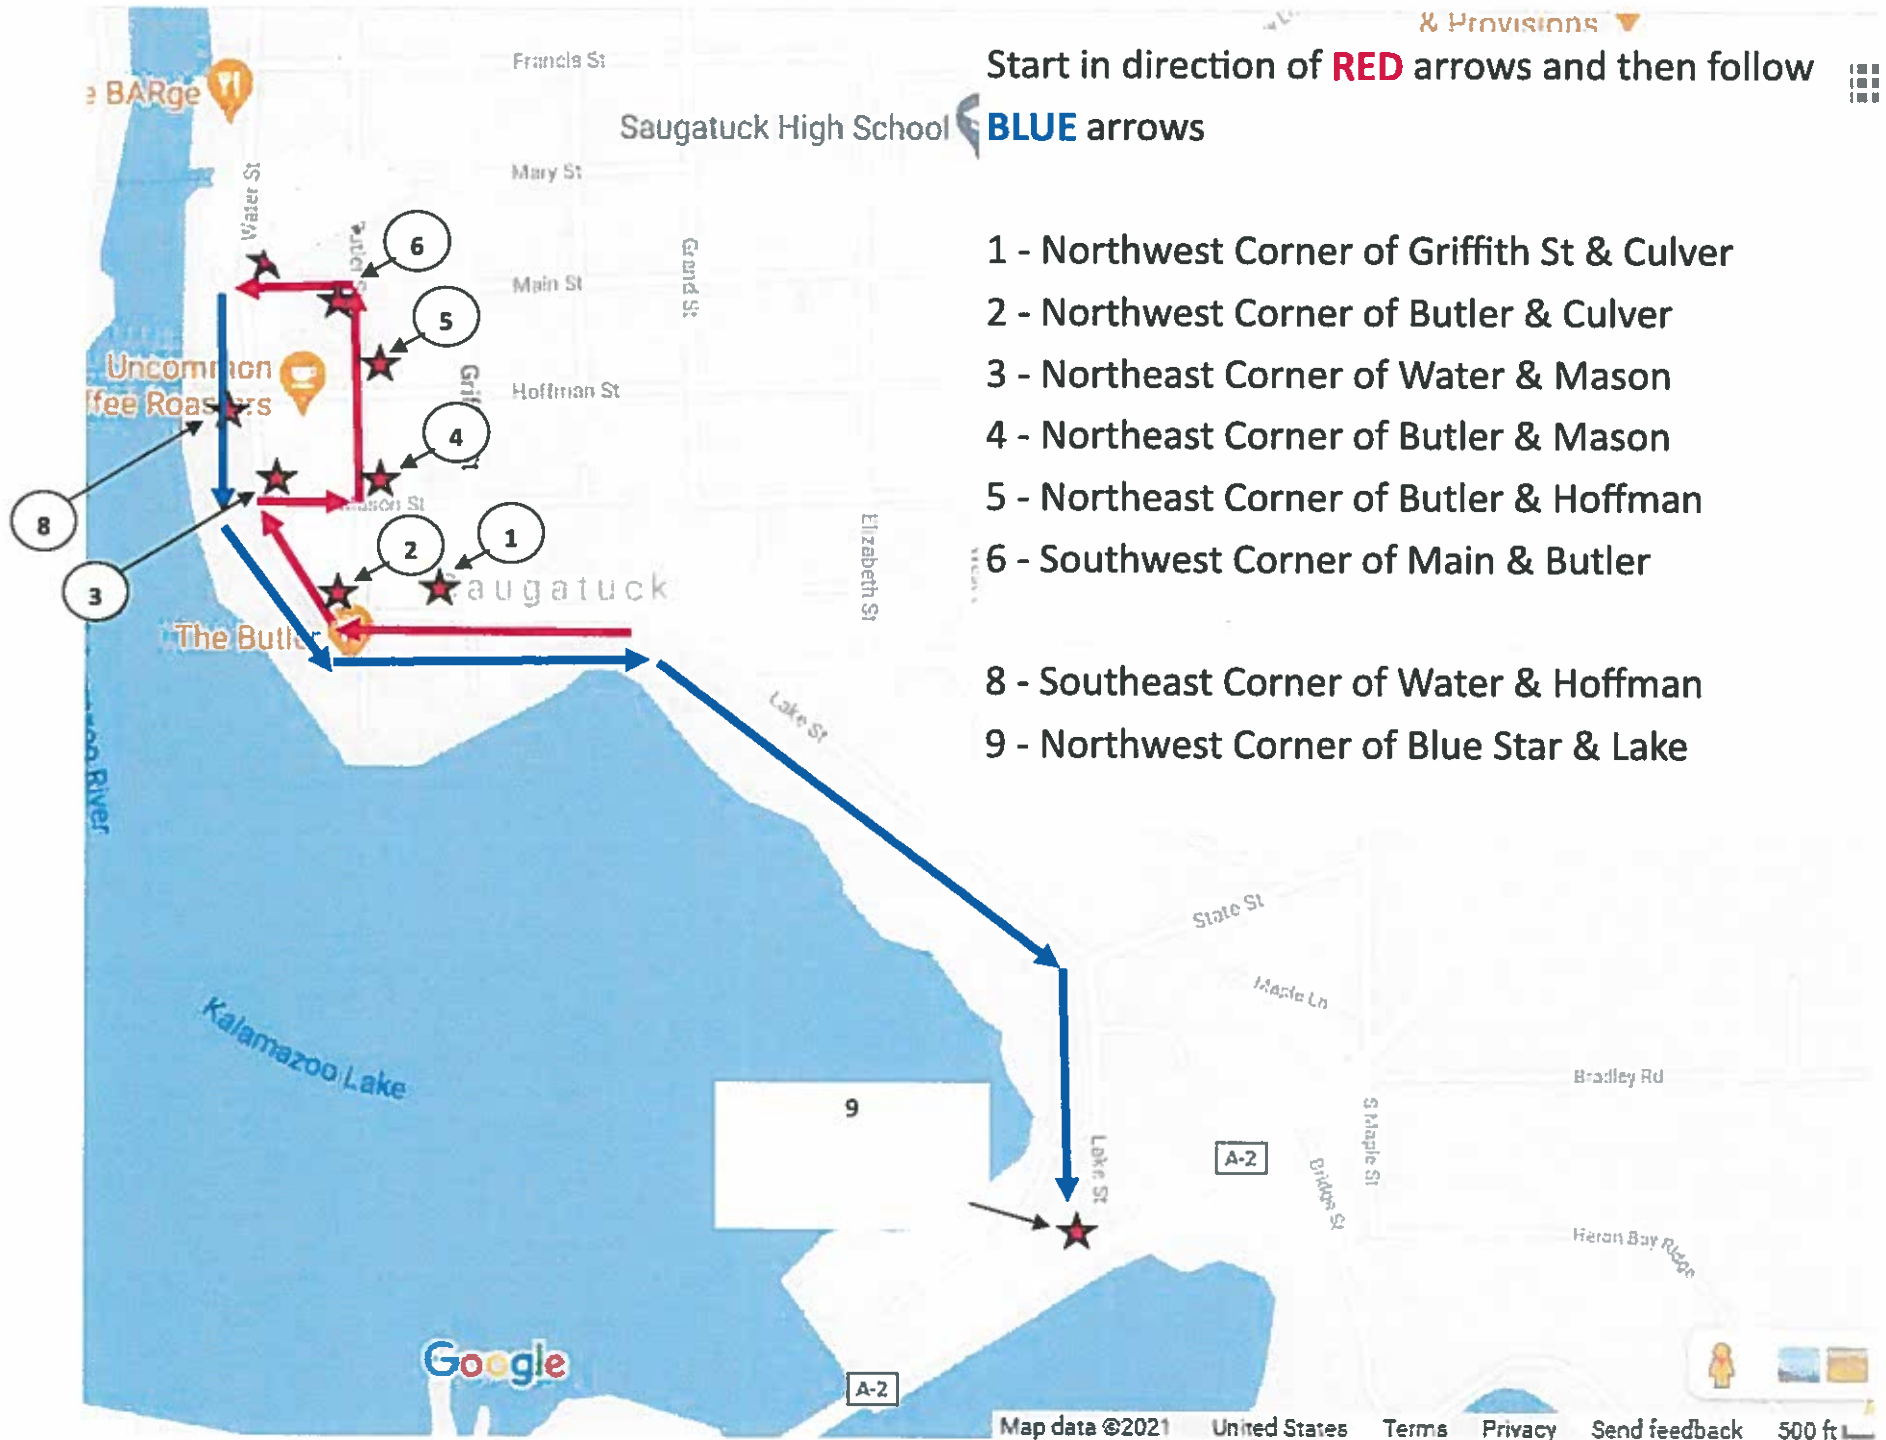 & Provisions
Start in direction of RED arrows and then follow
BLUE arrows
Francis St
e BARge
Saugatuck High School
Mary St
Water St
6
1 - Northwest Corner of Griffith St & Culver
2 - Northwest Corner of Butler & Culver
3 - Northeast Corner of Water & Mason
4 - Northeast Corner of Butler & Mason
5 - Northeast Corner of Butler & Hoffman
6 - Southwest Corner of Main & Butler
8 - Southeast Corner of Water & Hoffman
9 - Northwest Corner of Blue Star & Lake
Main St
Grand St
5
Uncommon
ffee Roasters
Hoffman St
4
8
3
2
1
Elizabeth St
augatuck
The Butler
Lake St
State St
Maple Ln
Kalamazoo Lake
River
Bradley Rd
9
Lake St
A-2
S Maple St
Bridge St
Heron Bay Ridge
Google
A-2
Map data ©2021 United States Terms Privacy Send feedback 500 ft